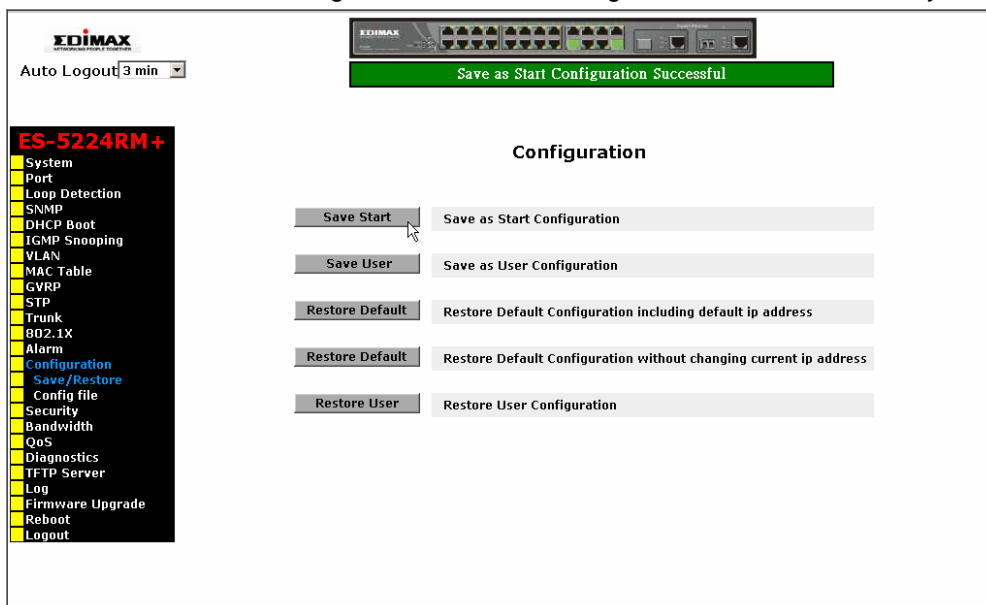 EDIMAX
NETWORKING PEOPLE TOGETHER
Auto Logout 3 min
EDIMAX
Save as Start Configuration Successful
ES-5224RM+
System
Port
Loop Detection
SNMP
DHCP Boot
IGMP Snooping
VLAN
MAC Table
GVRP
STP
Trunk
802.1X
Alarm
Configuration
Save/Restore
Config file
Security
Bandwidth
QoS
Diagnostics
TFTP Server
Log
Firmware Upgrade
Reboot
Logout
Configuration
Save Start Save as Start Configuration
Save User Save as User Configuration
Restore Default Restore Default Configuration including default ip address
Restore Default Restore Default Configuration without changing current ip address
Restore User Restore User Configuration